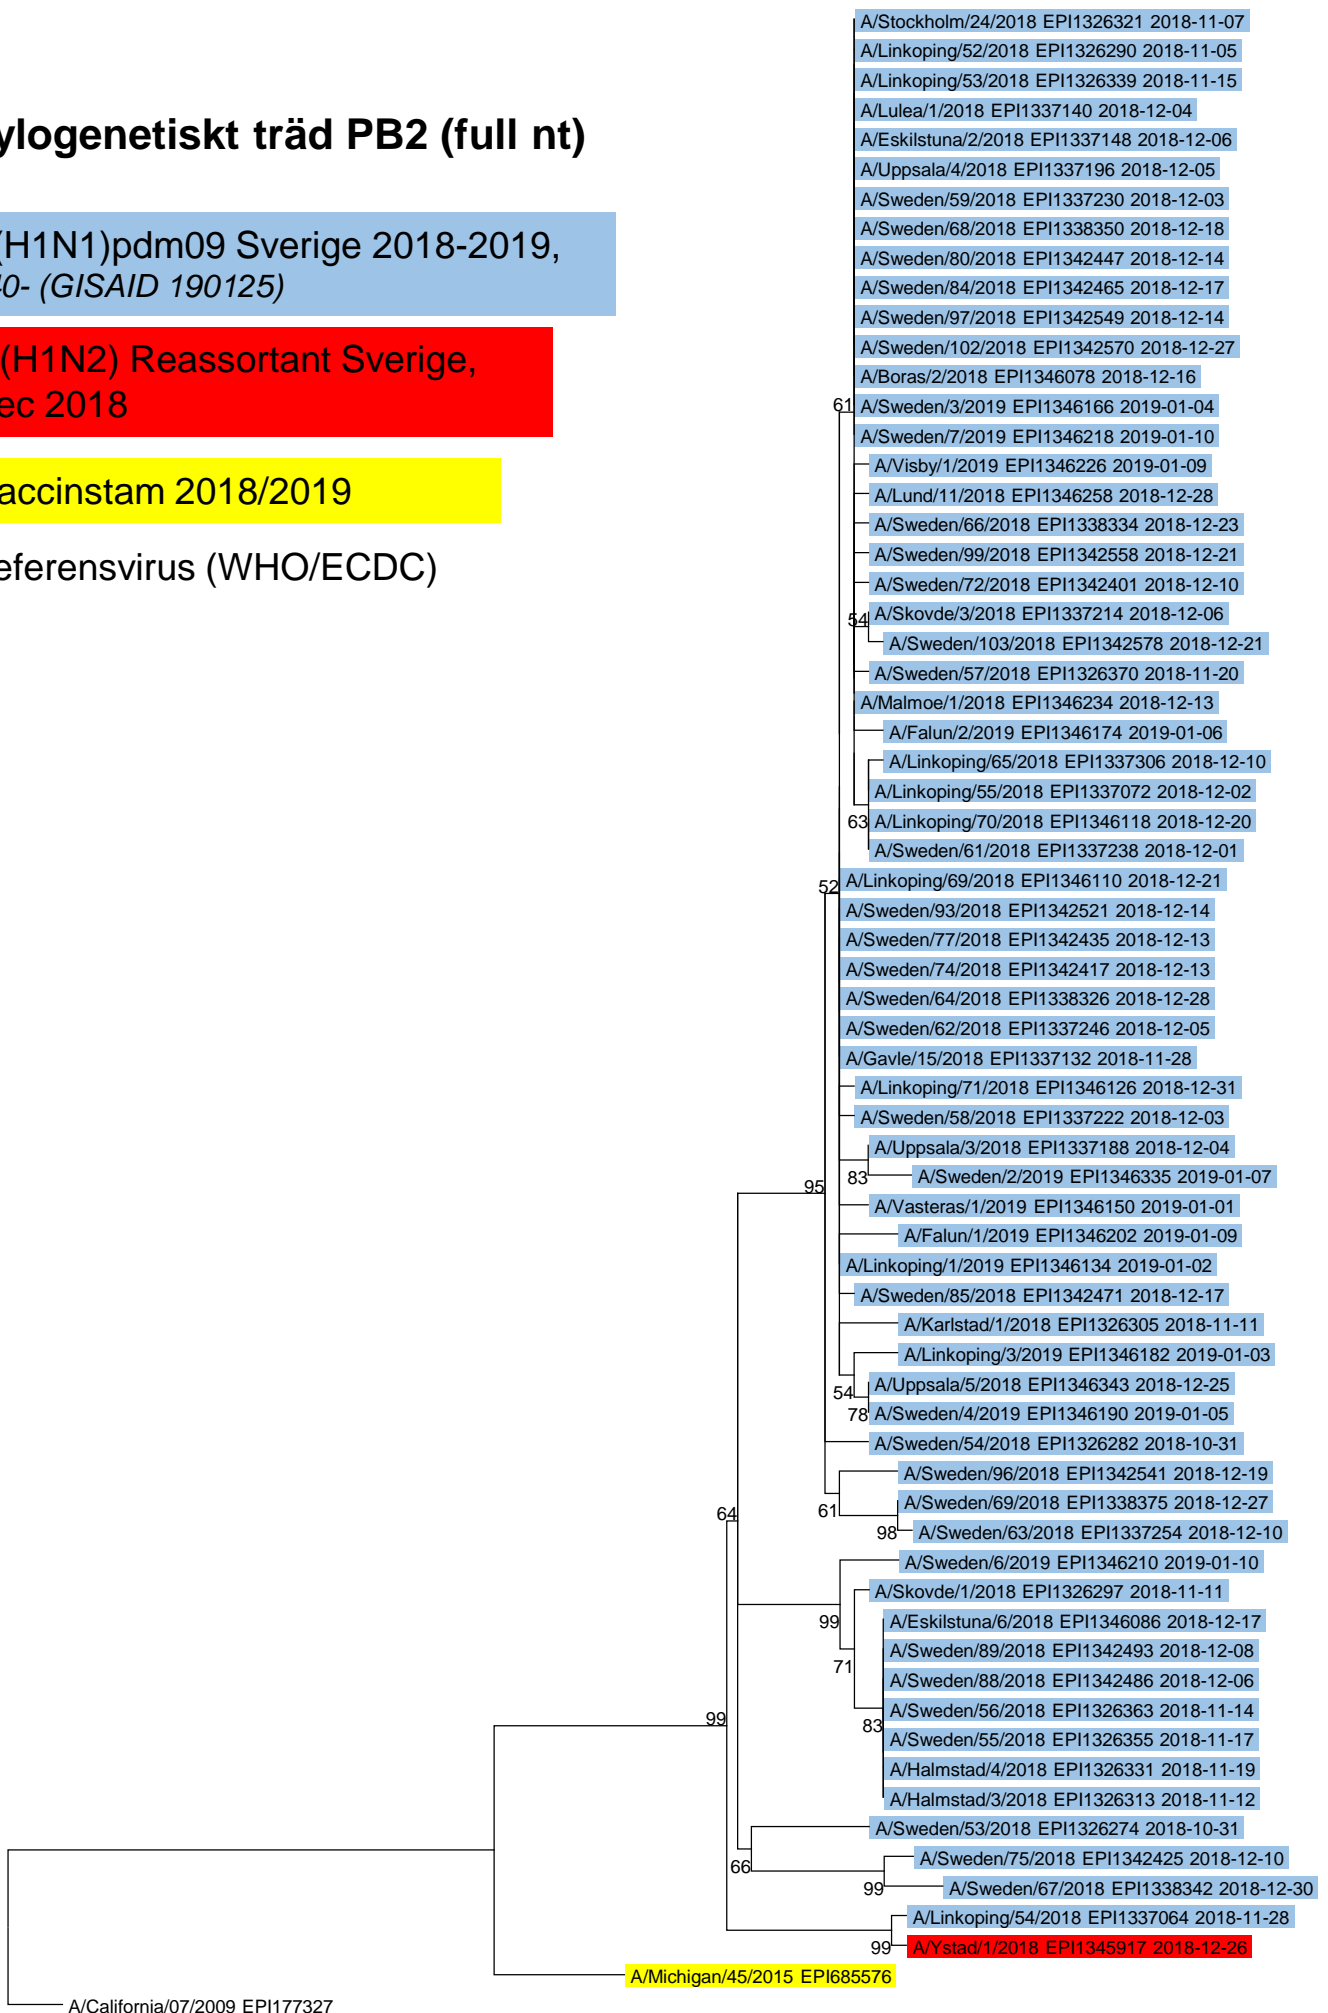 ylogenetiskt träd PB2 (full nt)
(H1N1)pdm09 Sverige 2018-2019,
40- (GISAID 190125)
(H1N2) Reassortant Sverige,
ec 2018
accinstam 2018/2019
eferensvirus (WHO/ECDC)
A/Stockholm/24/2018 EPI1326321 2018-11-07
A/Linkoping/52/2018 EPI1326290 2018-11-05
A/Linkoping/53/2018 EPI1326339 2018-11-15
A/Lulea/1/2018 EPI1337140 2018-12-04
A/Eskilstuna/2/2018 EPI1337148 2018-12-06
A/Uppsala/4/2018 EPI1337196 2018-12-05
A/Sweden/59/2018 EPI1337230 2018-12-03
A/Sweden/68/2018 EPI1338350 2018-12-18
A/Sweden/80/2018 EPI1342447 2018-12-14
A/Sweden/84/2018 EPI1342465 2018-12-17
A/Sweden/97/2018 EPI1342549 2018-12-14
A/Sweden/102/2018 EPI1342570 2018-12-27
A/Boras/2/2018 EPI1346078 2018-12-16
61 A/Sweden/3/2019 EPI1346166 2019-01-04
A/Sweden/7/2019 EPI1346218 2019-01-10
A/Visby/1/2019 EPI1346226 2019-01-09
A/Lund/11/2018 EPI1346258 2018-12-28
A/Sweden/66/2018 EPI1338334 2018-12-23
A/Sweden/99/2018 EPI1342558 2018-12-21
A/Sweden/72/2018 EPI1342401 2018-12-10
54 A/Skovde/3/2018 EPI1337214 2018-12-06
A/Sweden/103/2018 EPI1342578 2018-12-21
A/Sweden/57/2018 EPI1326370 2018-11-20
A/Malmoe/1/2018 EPI1346234 2018-12-13
A/Falun/2/2019 EPI1346174 2019-01-06
A/Linkoping/65/2018 EPI1337306 2018-12-10
A/Linkoping/55/2018 EPI1337072 2018-12-02
63 A/Linkoping/70/2018 EPI1346118 2018-12-20
A/Sweden/61/2018 EPI1337238 2018-12-01
52 A/Linkoping/69/2018 EPI1346110 2018-12-21
A/Sweden/93/2018 EPI1342521 2018-12-14
A/Sweden/77/2018 EPI1342435 2018-12-13
A/Sweden/74/2018 EPI1342417 2018-12-13
A/Sweden/64/2018 EPI1338326 2018-12-28
A/Sweden/62/2018 EPI1337246 2018-12-05
A/Gavle/15/2018 EPI1337132 2018-11-28
A/Linkoping/71/2018 EPI1346126 2018-12-31
A/Sweden/58/2018 EPI1337222 2018-12-03
A/Uppsala/3/2018 EPI1337188 2018-12-04
83 A/Sweden/2/2019 EPI1346335 2019-01-07
95
A/Vasteras/1/2019 EPI1346150 2019-01-01
A/Falun/1/2019 EPI1346202 2019-01-09
A/Linkoping/1/2019 EPI1346134 2019-01-02
A/Sweden/85/2018 EPI1342471 2018-12-17
A/Karlstad/1/2018 EPI1326305 2018-11-11
A/Linkoping/3/2019 EPI1346182 2019-01-03
54 A/Uppsala/5/2018 EPI1346343 2018-12-25
78 A/Sweden/4/2019 EPI1346190 2019-01-05
A/Sweden/54/2018 EPI1326282 2018-10-31
A/Sweden/96/2018 EPI1342541 2018-12-19
61 A/Sweden/69/2018 EPI1338375 2018-12-27
64
98 A/Sweden/63/2018 EPI1337254 2018-12-10
A/Sweden/6/2019 EPI1346210 2019-01-10
A/Skovde/1/2018 EPI1326297 2018-11-11
99 A/Eskilstuna/6/2018 EPI1346086 2018-12-17
A/Sweden/89/2018 EPI1342493 2018-12-08
71
A/Sweden/88/2018 EPI1342486 2018-12-06
A/Sweden/56/2018 EPI1326363 2018-11-14
99
83
A/Sweden/55/2018 EPI1326355 2018-11-17
A/Halmstad/4/2018 EPI1326331 2018-11-19
A/Halmstad/3/2018 EPI1326313 2018-11-12
A/Sweden/53/2018 EPI1326274 2018-10-31
A/Sweden/75/2018 EPI1342425 2018-12-10
66
99 A/Sweden/67/2018 EPI1338342 2018-12-30
A/Linkoping/54/2018 EPI1337064 2018-11-28
99 A/Ystad/1/2018 EPI1345917 2018-12-26
A/Michigan/45/2015 EPI685576
A/California/07/2009 EPI177327